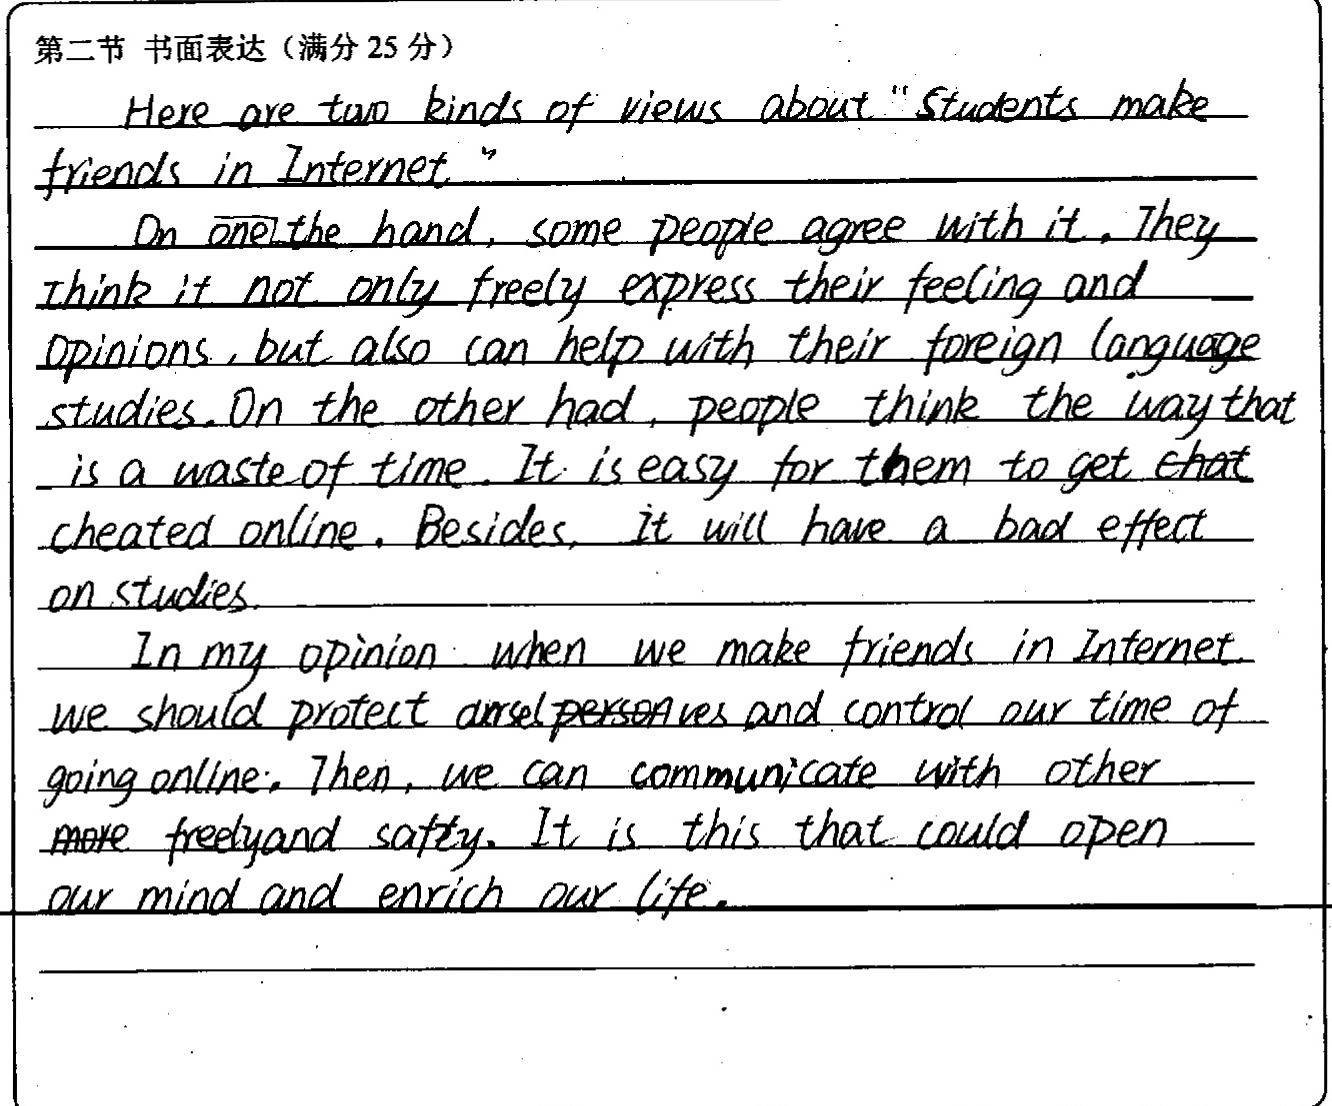 第二节 书面表达（满分 25 分）
Here are two kinds of views about "Students make
friends in Internet"
On one the hand, some people agree with it. They
think it not only freely express their feeling and
opinions, but also can help with their foreign language
studies. On the other had, people think the way that
is a waste of time. It is easy for them to get chat
cheated online. Besides, it will have a bad effect
on studies.
In my opinion when we make friends in Internet.
we should protect person ves and control our time of
going online. Then, we can communicate with other
more freely and safty. It is this that could open
our mind and enrich our life.